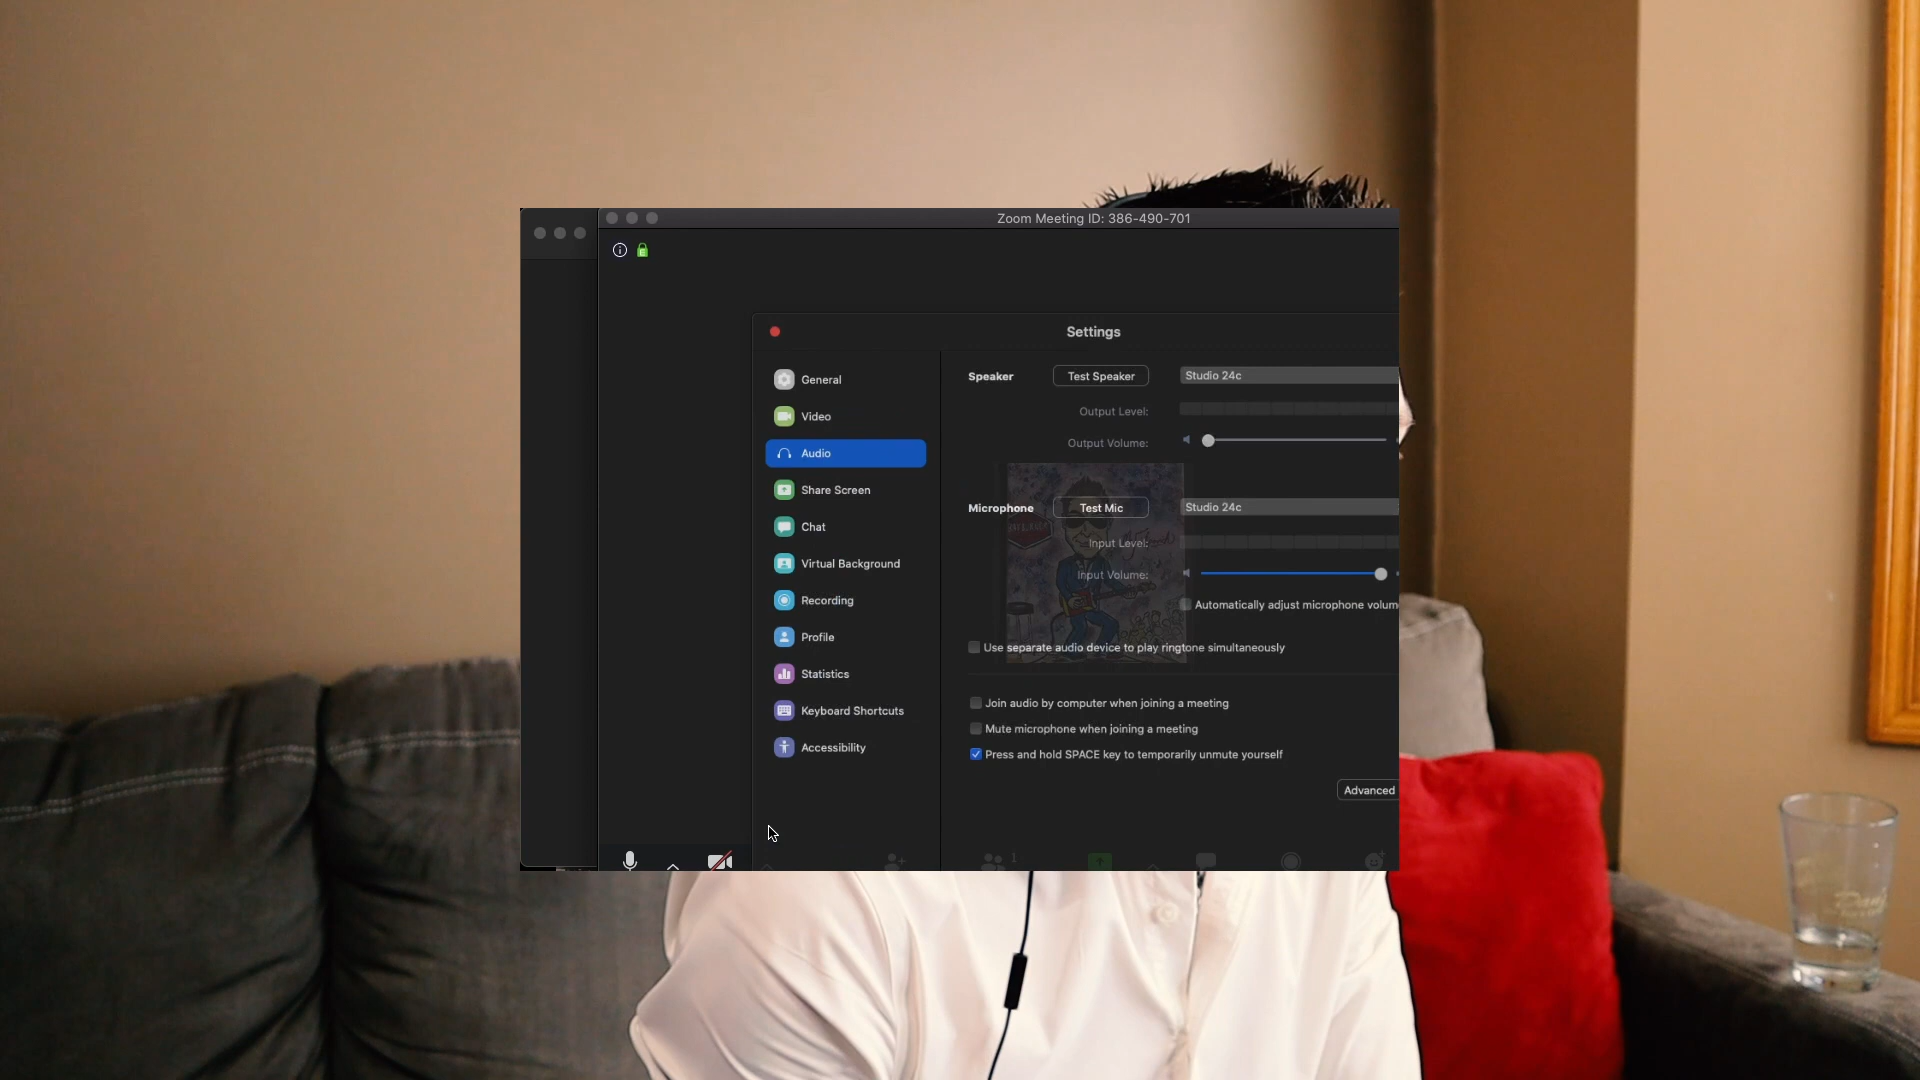 Zoom Meeting ID: 386-490-701
Settings
General
Video
Audio
Share Screen
Chat
Virtual Background
Recording
Profile
Statistics
Keyboard Shortcuts
Accessibility
Speaker
Test Speaker
Studio 24c
Output Level:
Output Volume:
Microphone
Test Mic
Studio 24c
Input Level:
Input Volume:
Automatically adjust microphone volum
Use separate audio device to play ringtone simultaneously
Join audio by computer when joining a meeting
Mute microphone when joining a meeting
Press and hold SPACE key to temporarily unmute yourself
Advanced
1